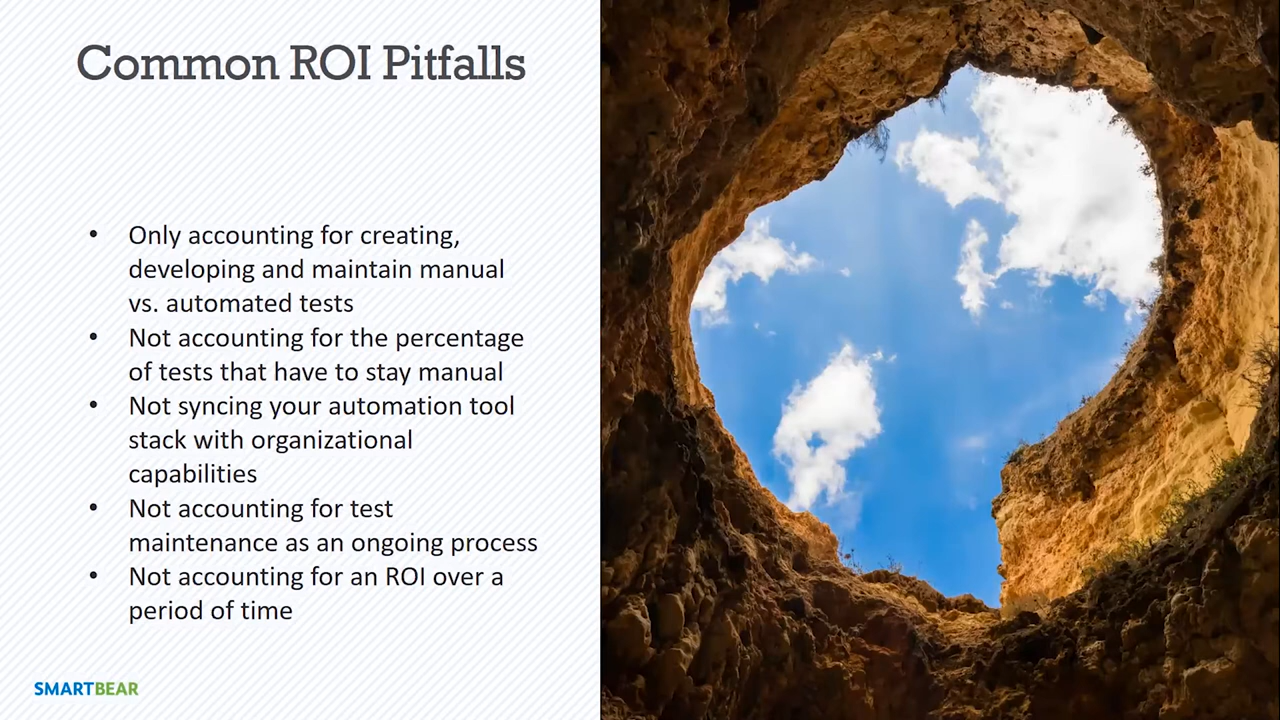 Common ROI Pitfalls
• Only accounting for creating,
developing and maintain manual
vs. automated tests
• Not accounting for the percentage
of tests that have to stay manual
• Not syncing your automation tool
stack with organizational
capabilities
• Not accounting for test
maintenance as an ongoing process
• Not accounting for an ROI over a
period of time
SMARTBEAR